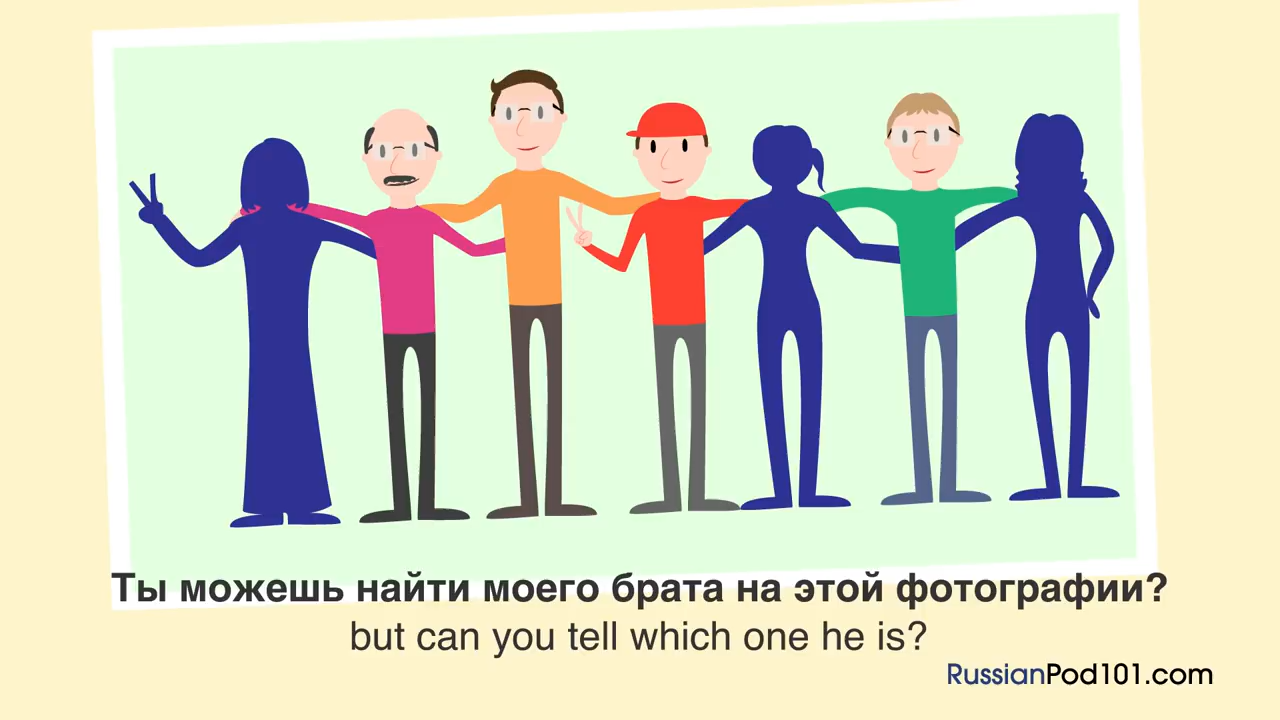 Ты можешь найти моего брата на этой фотографии?
but can you tell which one he is?
RussianPod101.com